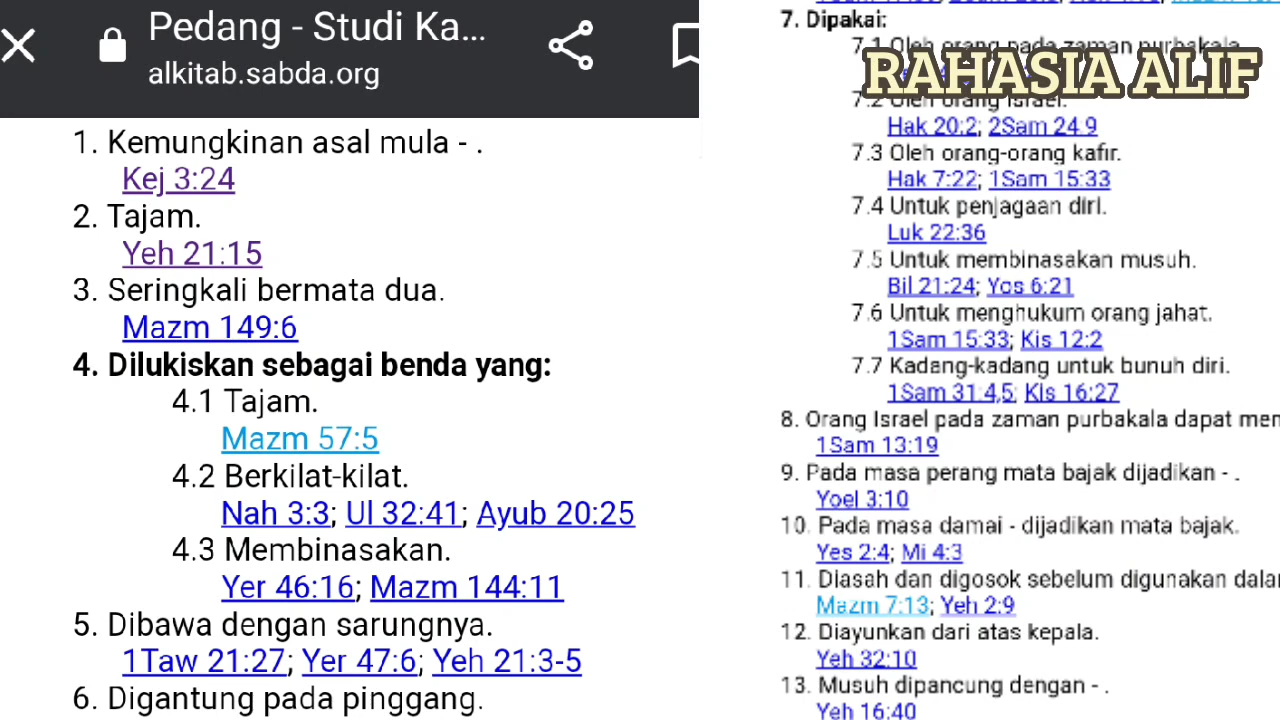 Pedang - Studi Ka...
alkitab.sabda.org
1. Kemungkinan asal mula - .
Kej 3:24
2. Tajam.
Yeh 21:15
3. Seringkali bermata dua.
Mazm 149:6
4. Dilukiskan sebagai benda yang:
4.1 Tajam.
Mazm 57:5
4.2 Berkilat-kilat.
Nah 3:3; Ul 32:41; Ayub 20:25
4.3 Membinasakan.
Yer 46:16; Mazm 144:11
5. Dibawa dengan sarungnya.
1Taw 21:27; Yer 47:6; Yeh 21:3-5
6. Digantung pada pinggang.
7. Dipakai:
7.1 Oleh orang pada zaman purbakala.
RAHASIA ALIF
7.2 Oleh orang Israel.
Hak 20:2; 2Sam 24:9
7.3 Oleh orang-orang kafir.
Hak 7:22; 1Sam 15:33
7.4 Untuk penjagaan diri.
Luk 22:36
7.5 Untuk membinasakan musuh.
Bil 21:24; Yos 6:21
7.6 Untuk menghukum orang jahat.
1Sam 15:33; Kis 12:2
7.7 Kadang-kadang untuk bunuh diri.
1Sam 31:4,5; Kis 16:27
8. Orang Israel pada zaman purbakala dapat men
1Sam 13:19
9. Pada masa perang mata bajak dijadikan - .
Yoel 3:10
10. Pada masa damai - dijadikan mata bajak.
Yes 2:4; Mi 4:3
11. Diasah dan digosok sebelum digunakan dala
Mazm 7:13; Yeh 2:9
12. Diayunkan dari atas kepala.
Yeh 32:10
13. Musuh dipancung dengan - .
Yeh 16:40